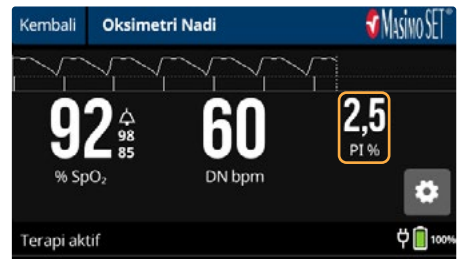 Kembali Oksimetri Nadi Masimo SET®
92 98 85 60 2,5
% SpO₂ DN bpm PI %
Terapi aktif 100%